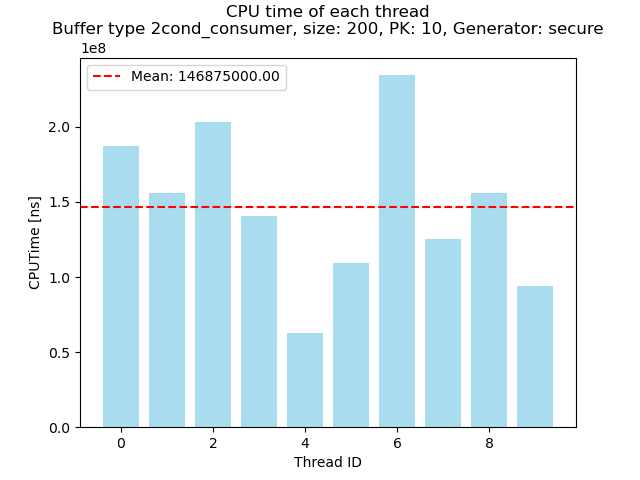 CPU time of each thread
Buffer type 2cond_consumer, size: 200, PK: 10, Generator: secure
1e8
Mean: 146875000.00
2.0
1.5
1.0
0.5
0.0
CPUTime [ns]
0 2 4 6 8
Thread ID